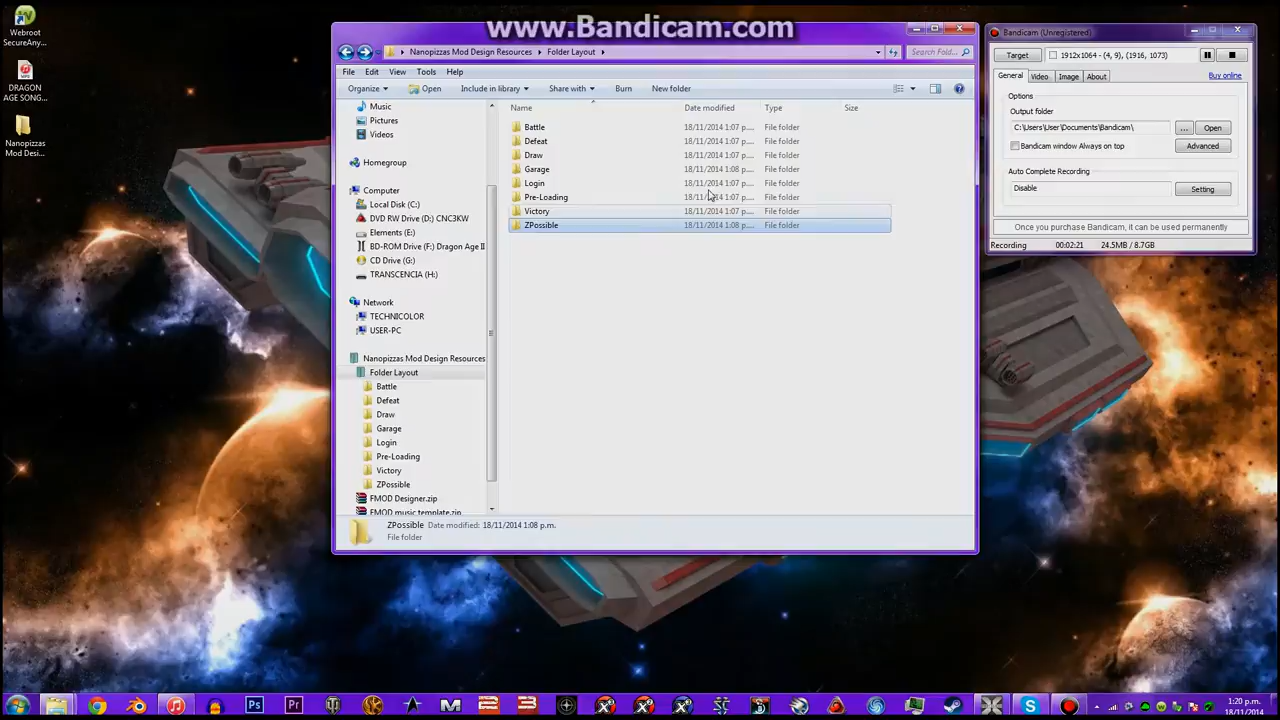 www.Bandicam.com
Webroot
SecureAny...
DRAGON
AGE SONG...
Nanopizzas
Mod Desi...
Nanopizzas Mod Design Resources
Folder Layout
Search Fold...
File
Edit
View
Tools
Help
Organize
Open
Include in library
Share with
Burn
New folder
Music
Pictures
Videos
Homegroup
Computer
Local Disk (C:)
DVD RW Drive (D:) CNC3KW
Elements (E:)
BD-ROM Drive (F:) Dragon Age II
CD Drive (G:)
TRANSCENCIA (H:)
Network
TECHNICOLOR
USER-PC
Nanopizzas Mod Design Resources
Folder Layout
Battle
Defeat
Draw
Garage
Login
Pre-Loading
Victory
ZPossible
FMOD Designer.zip
FMOD music template.zip
Name Date modified Type Size
Battle 18/11/2014 1:07 p.... File folder
Defeat 18/11/2014 1:07 p.... File folder
Draw 18/11/2014 1:07 p.... File folder
Garage 18/11/2014 1:08 p.... File folder
Login 18/11/2014 1:07 p.... File folder
Pre-Loading 18/11/2014 1:07 p.... File folder
Victory 18/11/2014 1:07 p.... File folder
ZPossible 18/11/2014 1:08 p.... File folder
ZPossible Date modified: 18/11/2014 1:08 p.m.
File folder
Bandicam (Unregistered)
Target
1912x1064 - (4, 9), (1916, 1073)
General
Video
Image
About
Buy online
Options
Output folder
C:\Users\User\Documents\Bandicam\
...
Open
Bandicam window Always on top
Advanced
Auto Complete Recording
Disable
Setting
Once you purchase Bandicam, it can be used permanently
Recording 00:02:21 24.5MB / 8.7GB
Ps
Pr
1:20 p.m.
18/11/2014